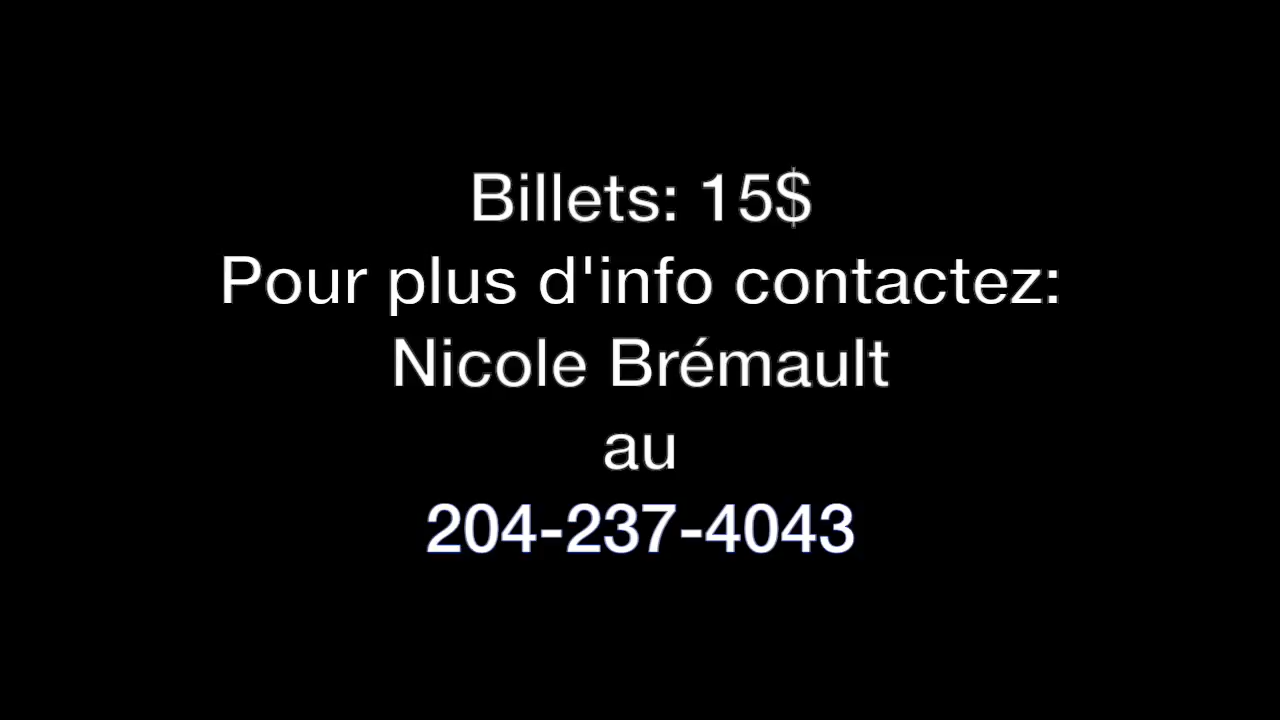 Billets: 15$
Pour plus d'info contactez:
Nicole Brémault
au
204-237-4043